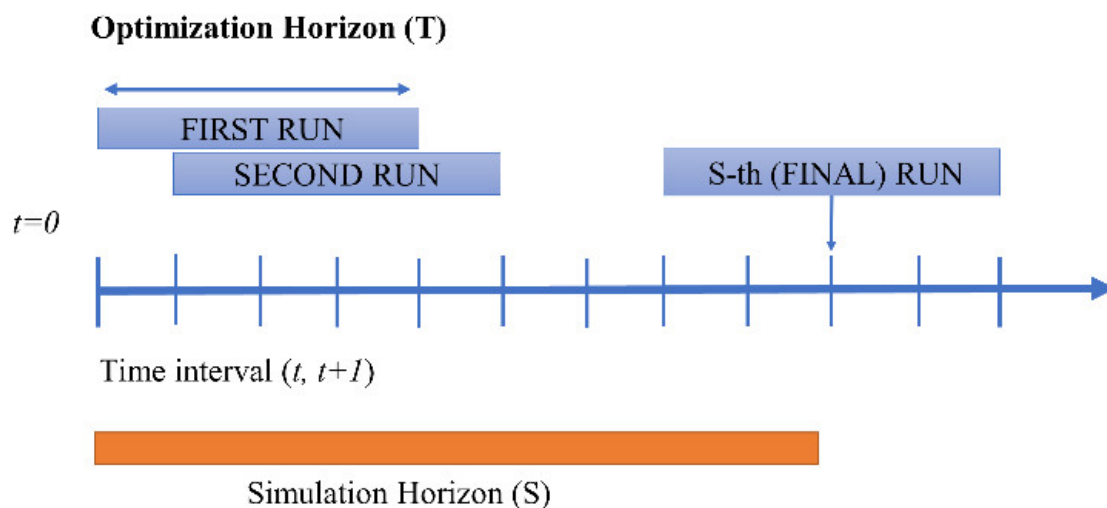 Optimization Horizon (T)
FIRST RUN
SECOND RUN
S-th (FINAL) RUN
t=0
Time interval (t, t+1)
Simulation Horizon (S)